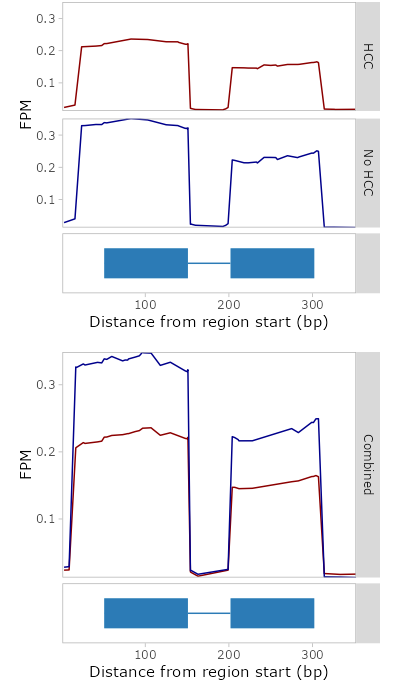 0.3
0.2
0.1
HCC
FPM
0.3
0.2
0.1
No HCC
100 200 300
Distance from region start (bp)
0.3
0.2
0.1
FPM
Combined
100 200 300
Distance from region start (bp)